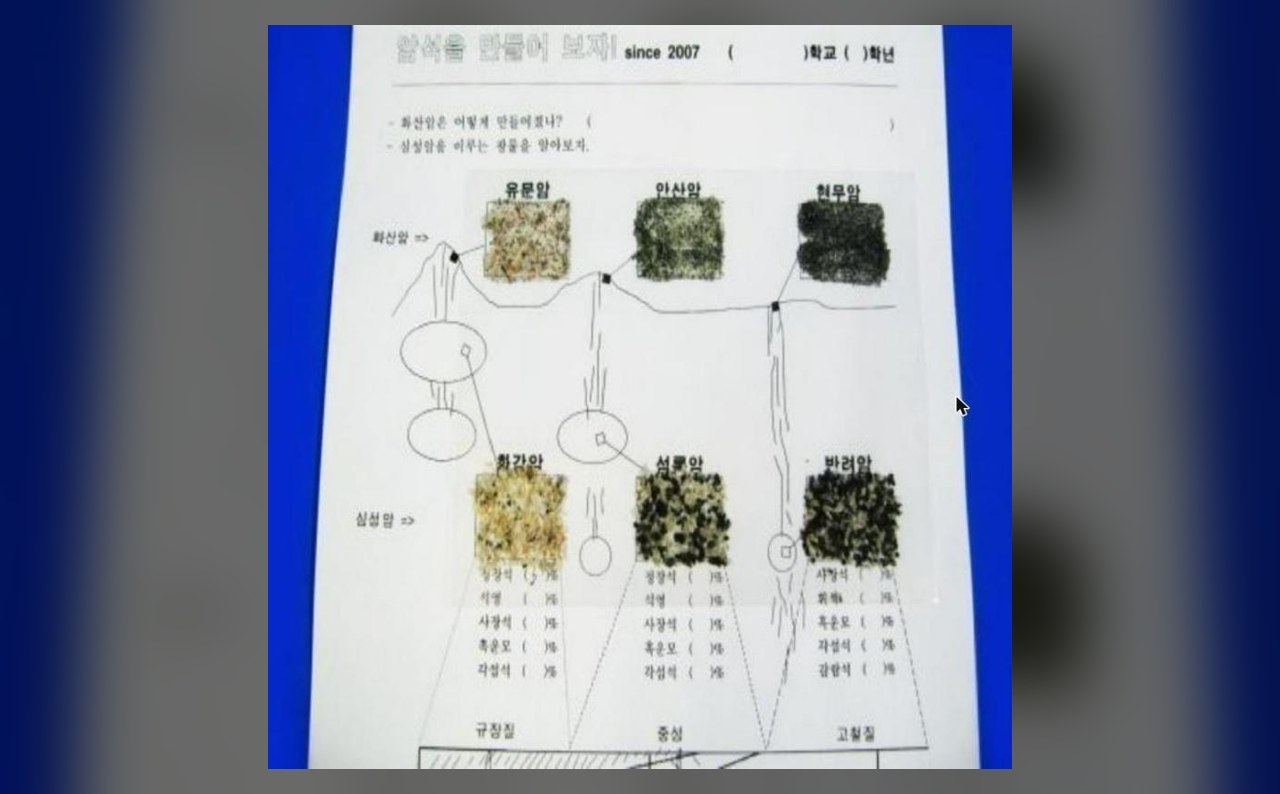 암석을 만들어 보자! since 2007 ( )학교 ( )학년
- 화산암은 어떻게 만들어졌나? ( )
- 심성암을 이루는 광물을 알아보자.
유문암 안산암 현무암
화산암 =>
화강암 섬록암 반려암
심성암 =>
정장석 ( )% 정장석 ( )% 사장석 ( )%
석영 ( )% 석영 ( )% 휘석 ( )%
사장석 ( )% 사장석 ( )% 흑운모 ( )%
흑운모 ( )% 흑운모 ( )% 각섬석 ( )%
각섬석 ( )% 각섬석 ( )% 감람석 ( )%
규장질 중성 고철질